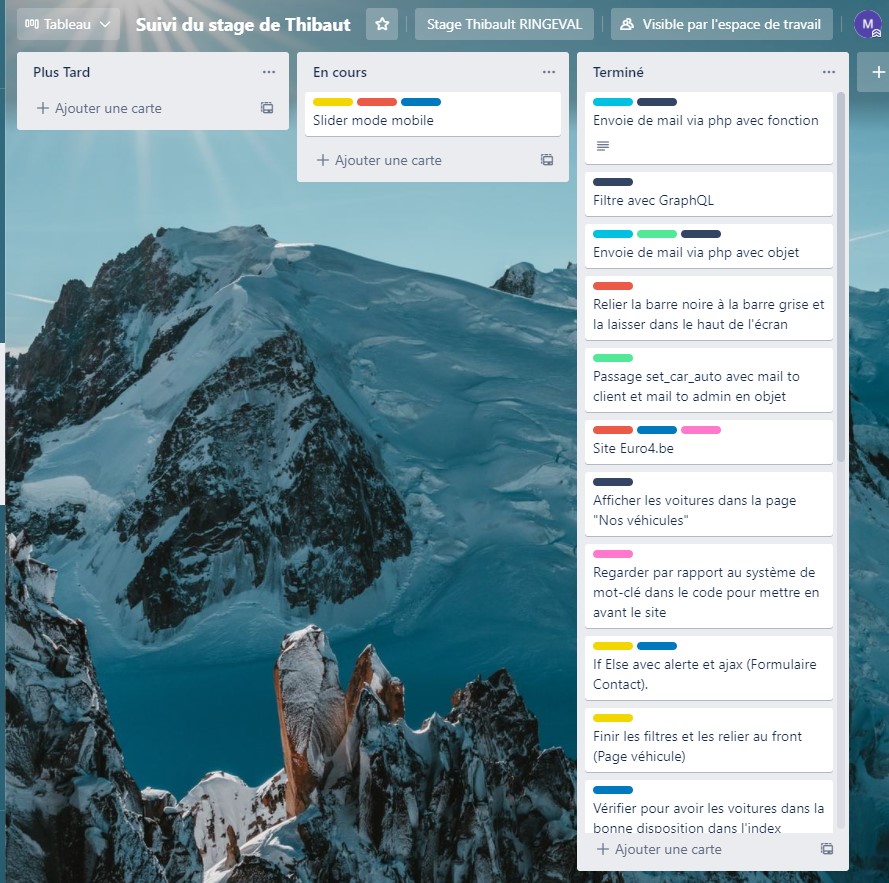 Tableau
Suivi du stage de Thibaut
Stage Thibault RINGEVAL
Visible par l'espace de travail
M
Plus Tard
Ajouter une carte
En cours
Slider mode mobile
Ajouter une carte
Terminé
Envoie de mail via php avec fonction
Filtre avec GraphQL
Envoie de mail via php avec objet
Relier la barre noire à la barre grise et
la laisser dans le haut de l'écran
Passage set_car_auto avec mail to
client et mail to admin en objet
Site Euro4.be
Afficher les voitures dans la page
"Nos véhicules"
Regarder par rapport au système de
mot-clé dans le code pour mettre en
avant le site
If Else avec alerte et ajax (Formulaire
Contact).
Finir les filtres et les relier au front
(Page véhicule)
Vérifier pour avoir les voitures dans la
bonne disposition dans l'index
Ajouter une carte